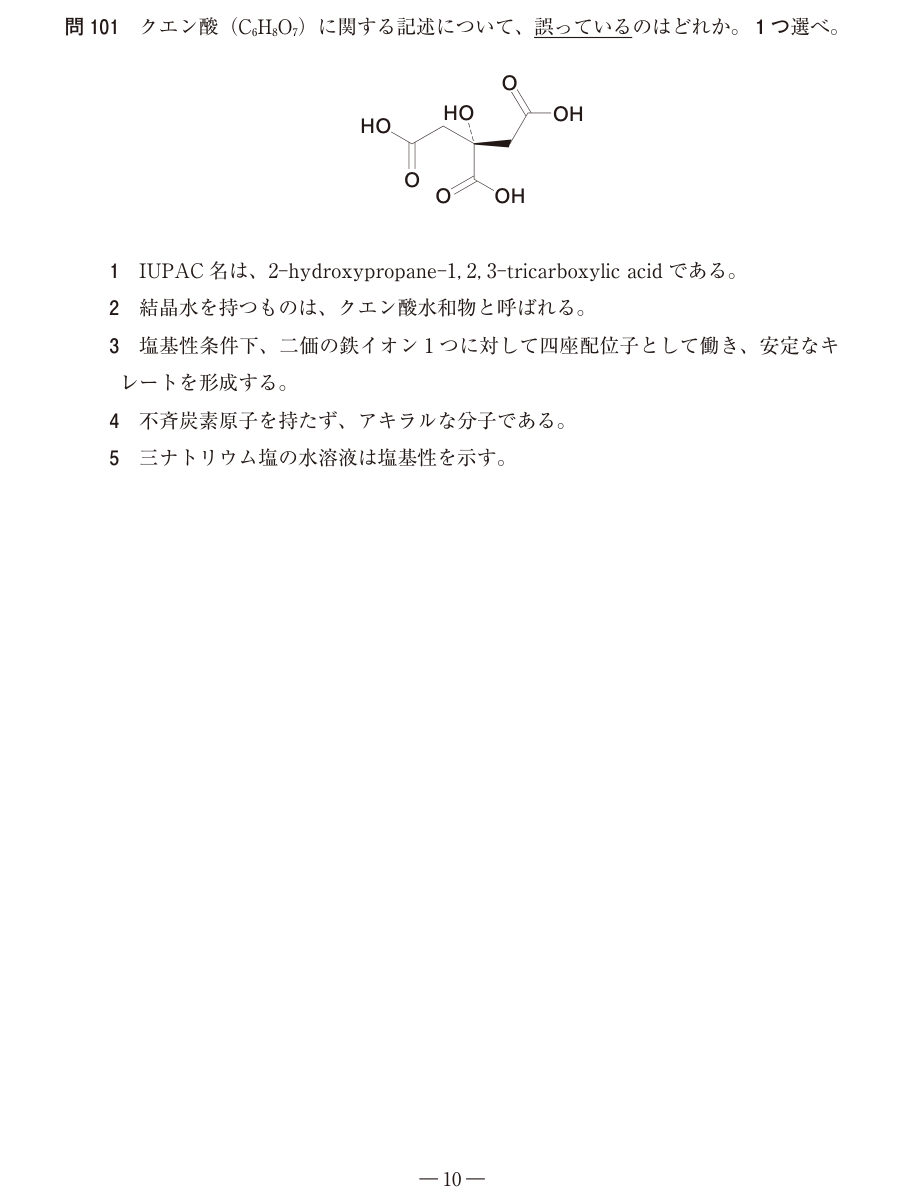 問 101　クエン酸（C₆H₈O₇）に関する記述について、誤っているのはどれか。１つ選べ。
O
HO
OH
HO
O
O
OH
1　IUPAC 名は、2-hydroxypropane-1, 2, 3-tricarboxylic acid である。
2　結晶水を持つものは、クエン酸水和物と呼ばれる。
3　塩基性条件下、二価の鉄イオン１つに対して四座配位子として働き、安定なキ
レートを形成する。
4　不斉炭素原子を持たず、アキラルな分子である。
5　三ナトリウム塩の水溶液は塩基性を示す。
― 10 ―